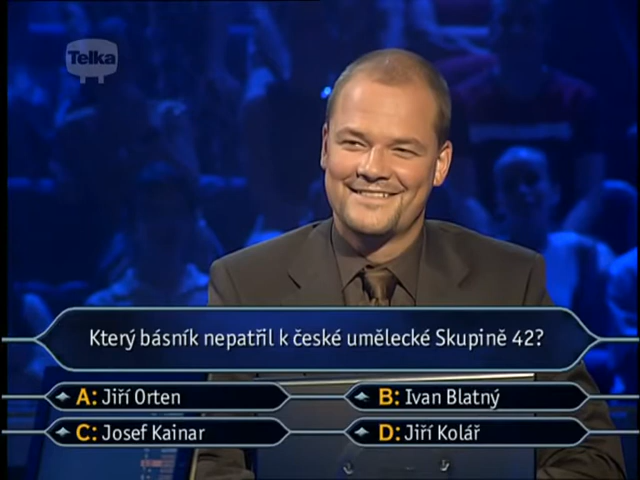 Telka
Který básník nepatřil k české umělecké Skupině 42?
A: Jiří Orten
B: Ivan Blatný
C: Josef Kainar
D: Jiří Kolář